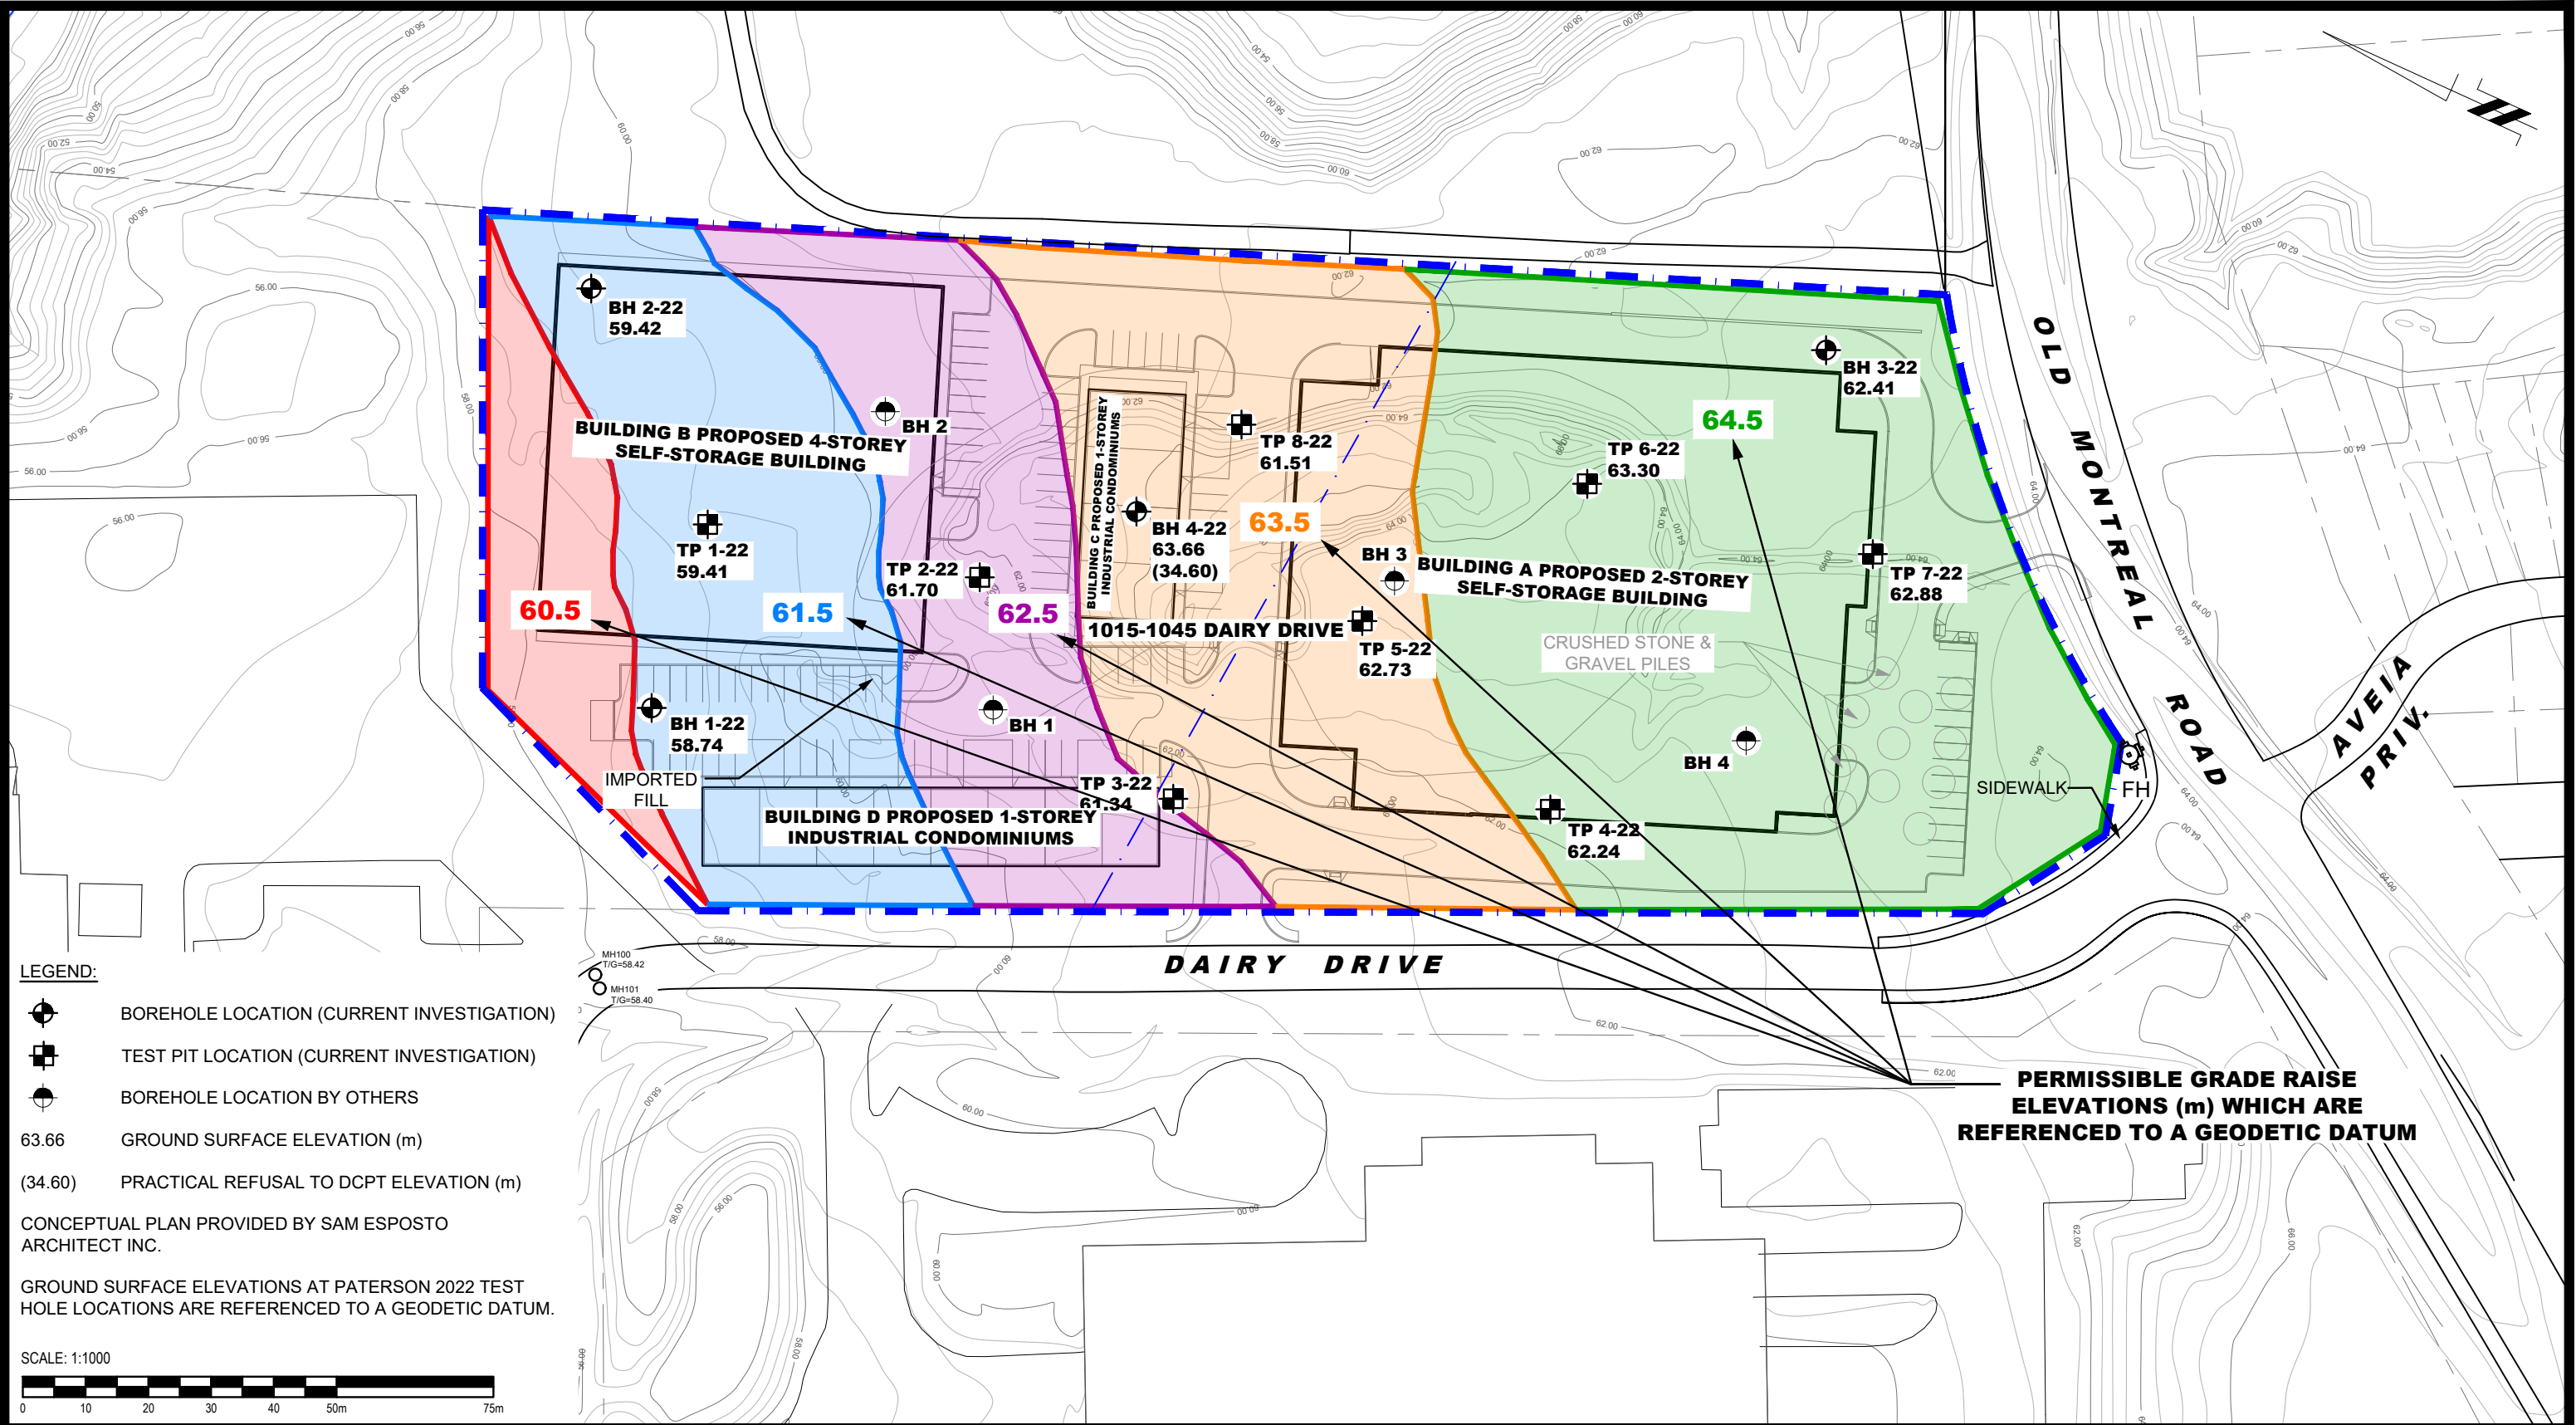 OLD MONTREAL ROAD
AVEIA
PRIV.
BH 2-22
59.42
BH 2
BUILDING B PROPOSED 4-STOREY
SELF-STORAGE BUILDING
TP 1-22
59.41
TP 2-22
61.70
60.5
61.5
62.5
BUILDING C PROPOSED 1-STOREY
INDUSTRIAL CONDOMINIUMS
TP 8-22
61.51
BH 4-22
63.66
(34.60)
63.5
1015-1045 DAIRY DRIVE
BH 3
TP 5-22
62.73
BH 3-22
62.41
64.5
TP 6-22
63.30
TP 7-22
62.88
BUILDING A PROPOSED 2-STOREY
SELF-STORAGE BUILDING
CRUSHED STONE &
GRAVEL PILES
BH 4
TP 4-22
62.24
SIDEWALK
FH
BH 1-22
58.74
BH 1
IMPORTED
FILL
TP 3-22
61.34
BUILDING D PROPOSED 1-STOREY
INDUSTRIAL CONDOMINIUMS
DAIRY DRIVE
MH100
T/G=58.42
MH101
T/G=58.40
PERMISSIBLE GRADE RAISE
ELEVATIONS (m) WHICH ARE
REFERENCED TO A GEODETIC DATUM
LEGEND:
BOREHOLE LOCATION (CURRENT INVESTIGATION)
TEST PIT LOCATION (CURRENT INVESTIGATION)
BOREHOLE LOCATION BY OTHERS
63.66 GROUND SURFACE ELEVATION (m)
(34.60) PRACTICAL REFUSAL TO DCPT ELEVATION (m)
CONCEPTUAL PLAN PROVIDED BY SAM ESPOSTO
ARCHITECT INC.
GROUND SURFACE ELEVATIONS AT PATERSON 2022 TEST
HOLE LOCATIONS ARE REFERENCED TO A GEODETIC DATUM.
SCALE: 1:1000
0 10 20 30 40 50m 75m